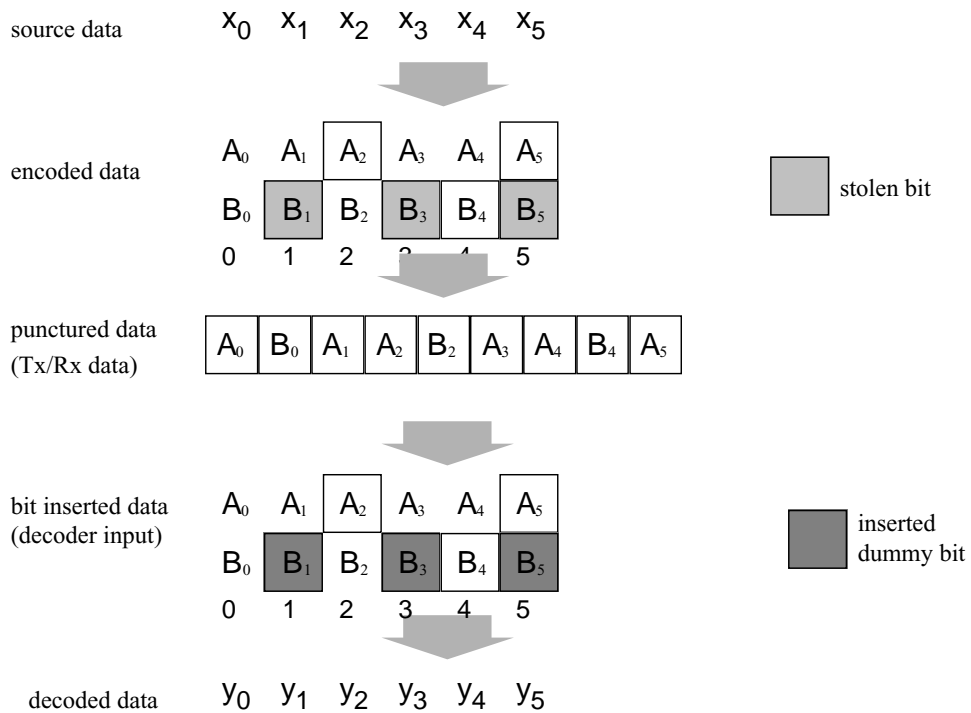 source data x0 x1 x2 x3 x4 x5
encoded data
A0 A1 A2 A3 A4 A5
B0 B1 B2 B3 B4 B5
0 1 2 3 4 5
stolen bit
punctured data
(Tx/Rx data)
A0 B0 A1 A2 B2 A3 A4 B4 A5
bit inserted data
(decoder input)
A0 A1 A2 A3 A4 A5
B0 B1 B2 B3 B4 B5
0 1 2 3 4 5
inserted
dummy bit
decoded data y0 y1 y2 y3 y4 y5